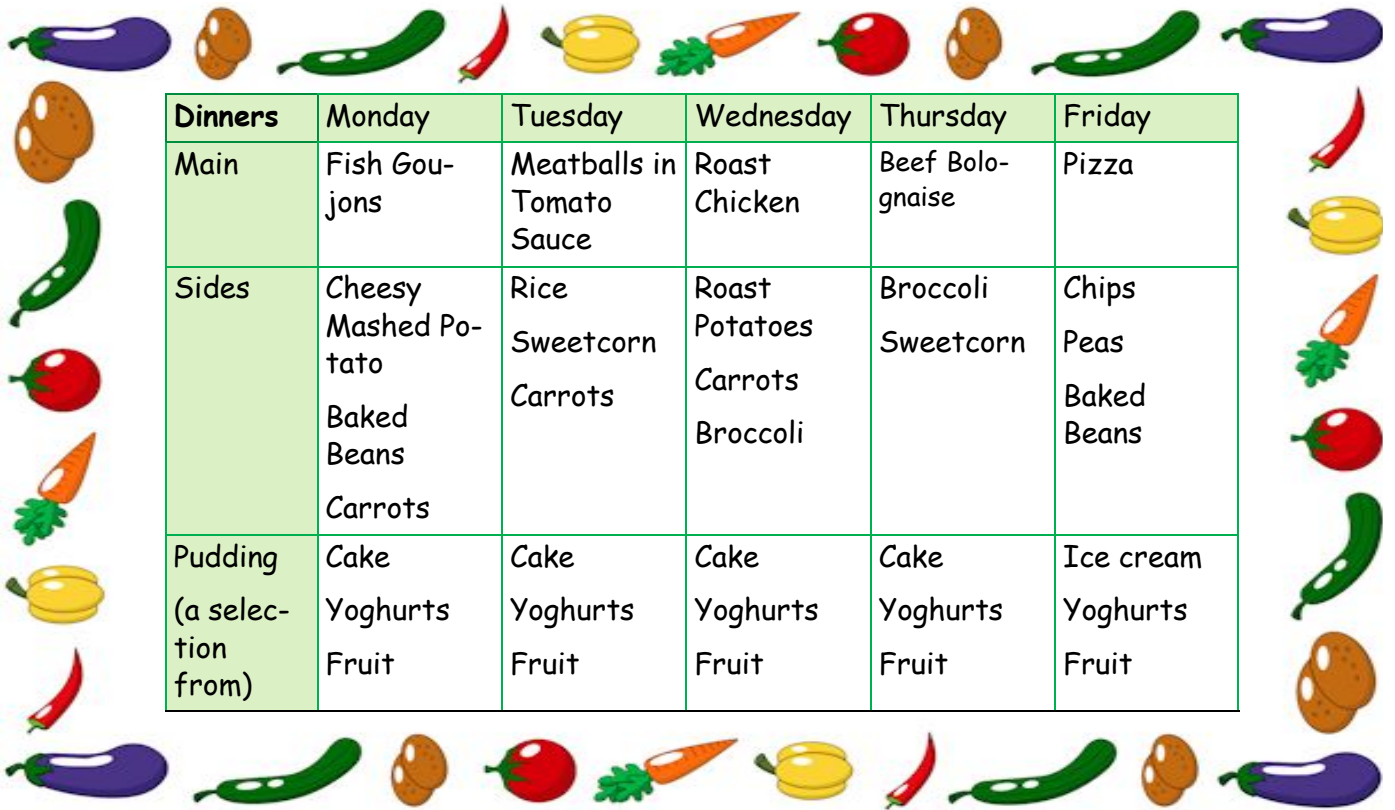 Dinners Monday Tuesday Wednesday Thursday Friday
Main
Fish Gou-
jons
Meatballs in
Tomato
Sauce
Roast
Chicken
Beef Bolo-
gnaise
Pizza
Sides
Cheesy
Mashed Po-
tato
Baked
Beans
Carrots
Rice
Sweetcorn
Carrots
Roast
Potatoes
Carrots
Broccoli
Broccoli
Sweetcorn
Chips
Peas
Baked
Beans
Pudding
(a selec-
tion
from)
Cake
Yoghurts
Fruit
Cake
Yoghurts
Fruit
Cake
Yoghurts
Fruit
Cake
Yoghurts
Fruit
Ice cream
Yoghurts
Fruit